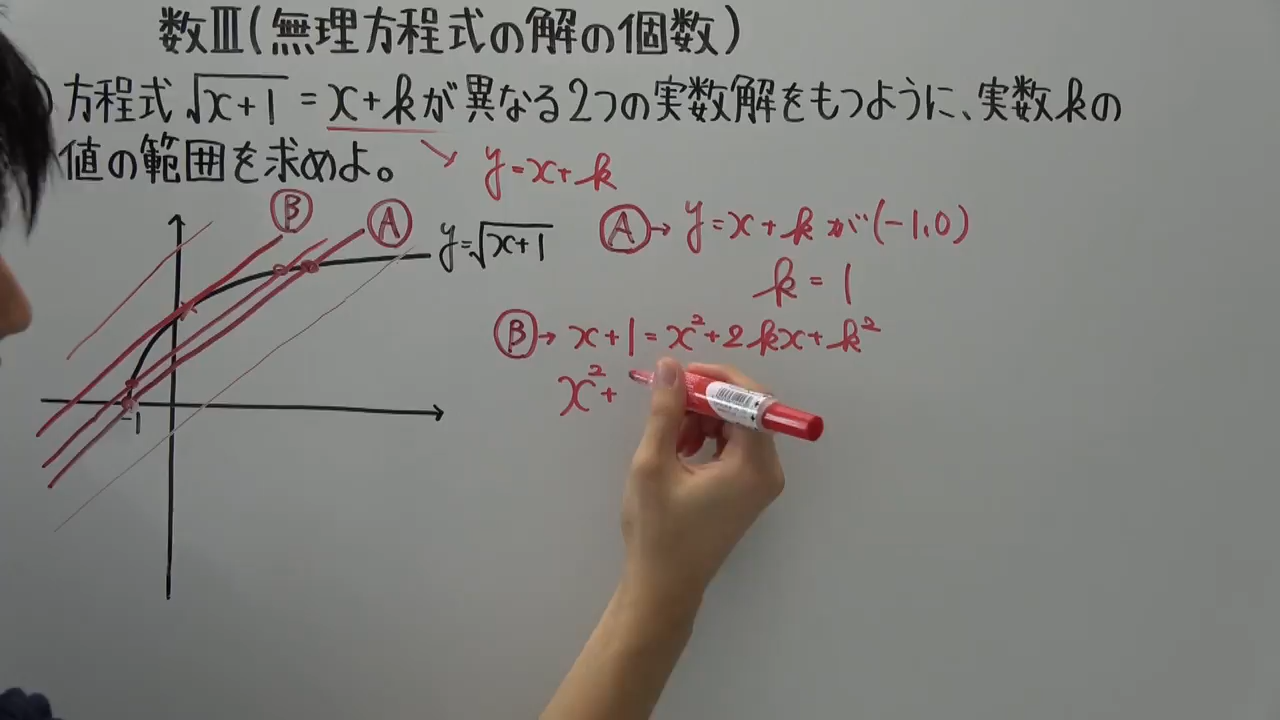 数Ⅲ(無理方程式の解の個数)
方程式 √x+1 = x+k が異なる2つの実数解をもつように、実数kの
値の範囲を求めよ。
y=x+k
B
A
y=√x+1
A→ y=x+k が (-1,0)
k = 1
B→ x+1=x²+2kx+k²
x²+
-1